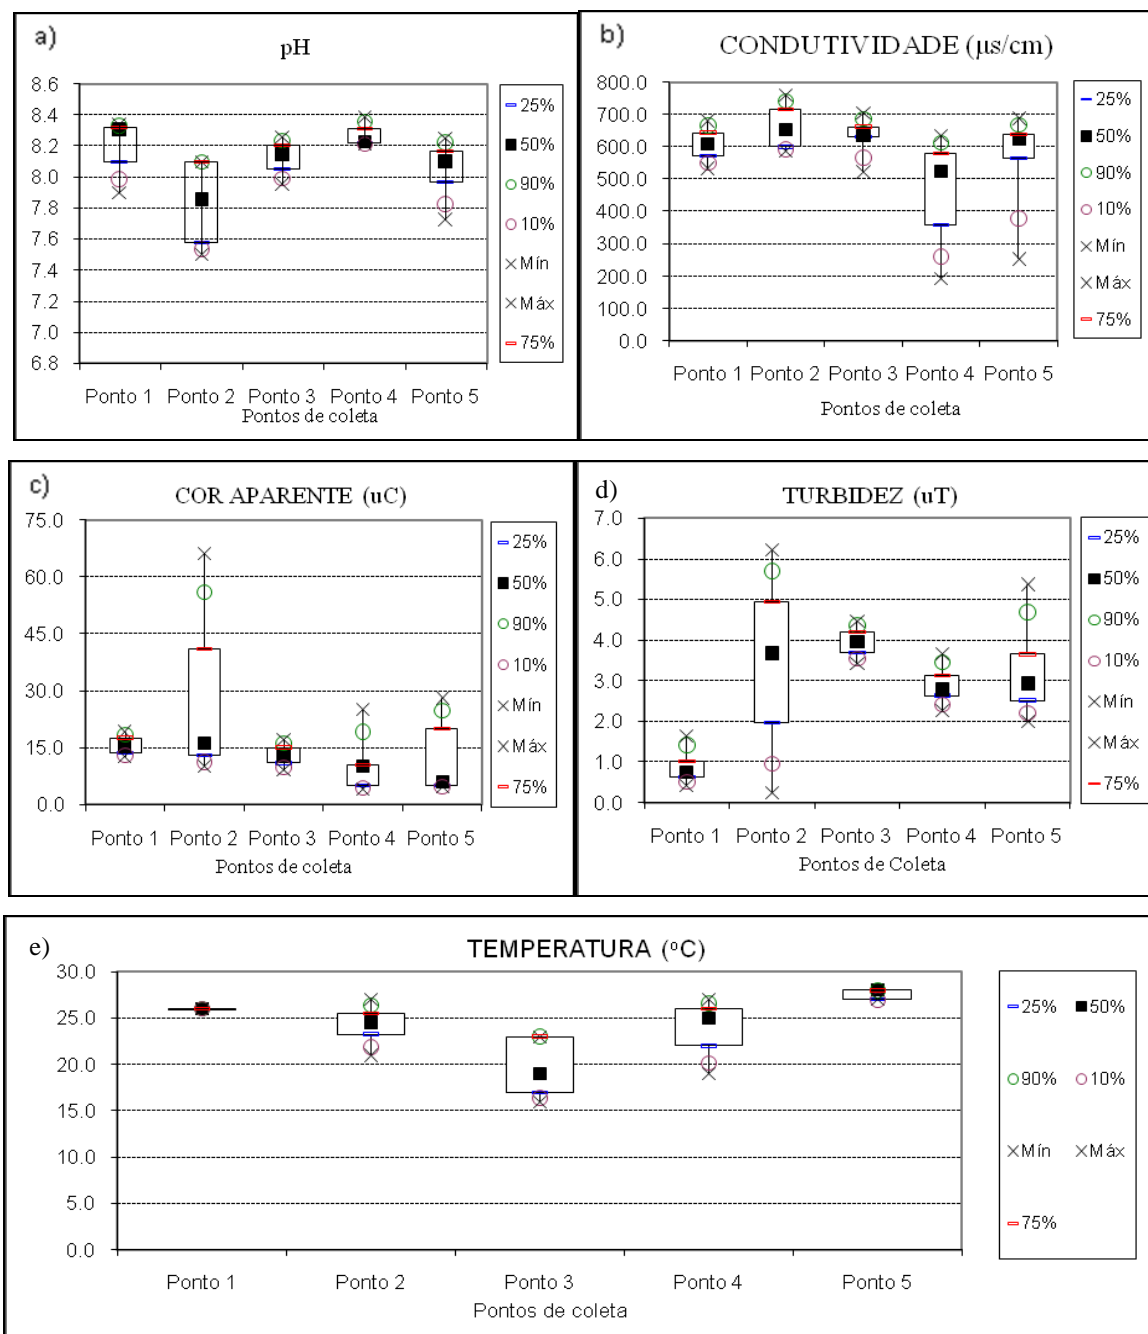 a)
pH
8.6
8.4
8.2
8.0
7.8
7.6
7.4
7.2
7.0
6.8
Ponto 1 Ponto 2 Ponto 3 Ponto 4 Ponto 5
Pontos de coleta
25%
50%
90%
10%
Mín
Máx
75%
b)
CONDUTIVIDADE (µs/cm)
800.0
700.0
600.0
500.0
400.0
300.0
200.0
100.0
0.0
Ponto 1 Ponto 2 Ponto 3 Ponto 4 Ponto 5
Pontos de coleta
25%
50%
90%
10%
Mín
Máx
75%
c)
COR APARENTE (uC)
75.0
60.0
45.0
30.0
15.0
0.0
Ponto 1 Ponto 2 Ponto 3 Ponto 4 Ponto 5
Pontos de coleta
25%
50%
90%
10%
Mín
Máx
75%
d)
TURBIDEZ (uT)
7.0
6.0
5.0
4.0
3.0
2.0
1.0
0.0
Ponto 1 Ponto 2 Ponto 3 Ponto 4 Ponto 5
Pontos de Coleta
25%
50%
90%
10%
Mín
Máx
75%
e)
TEMPERATURA (ºC)
30.0
25.0
20.0
15.0
10.0
5.0
0.0
Ponto 1 Ponto 2 Ponto 3 Ponto 4 Ponto 5
Pontos de coleta
25% 50%
90% 10%
Mín Máx
75%